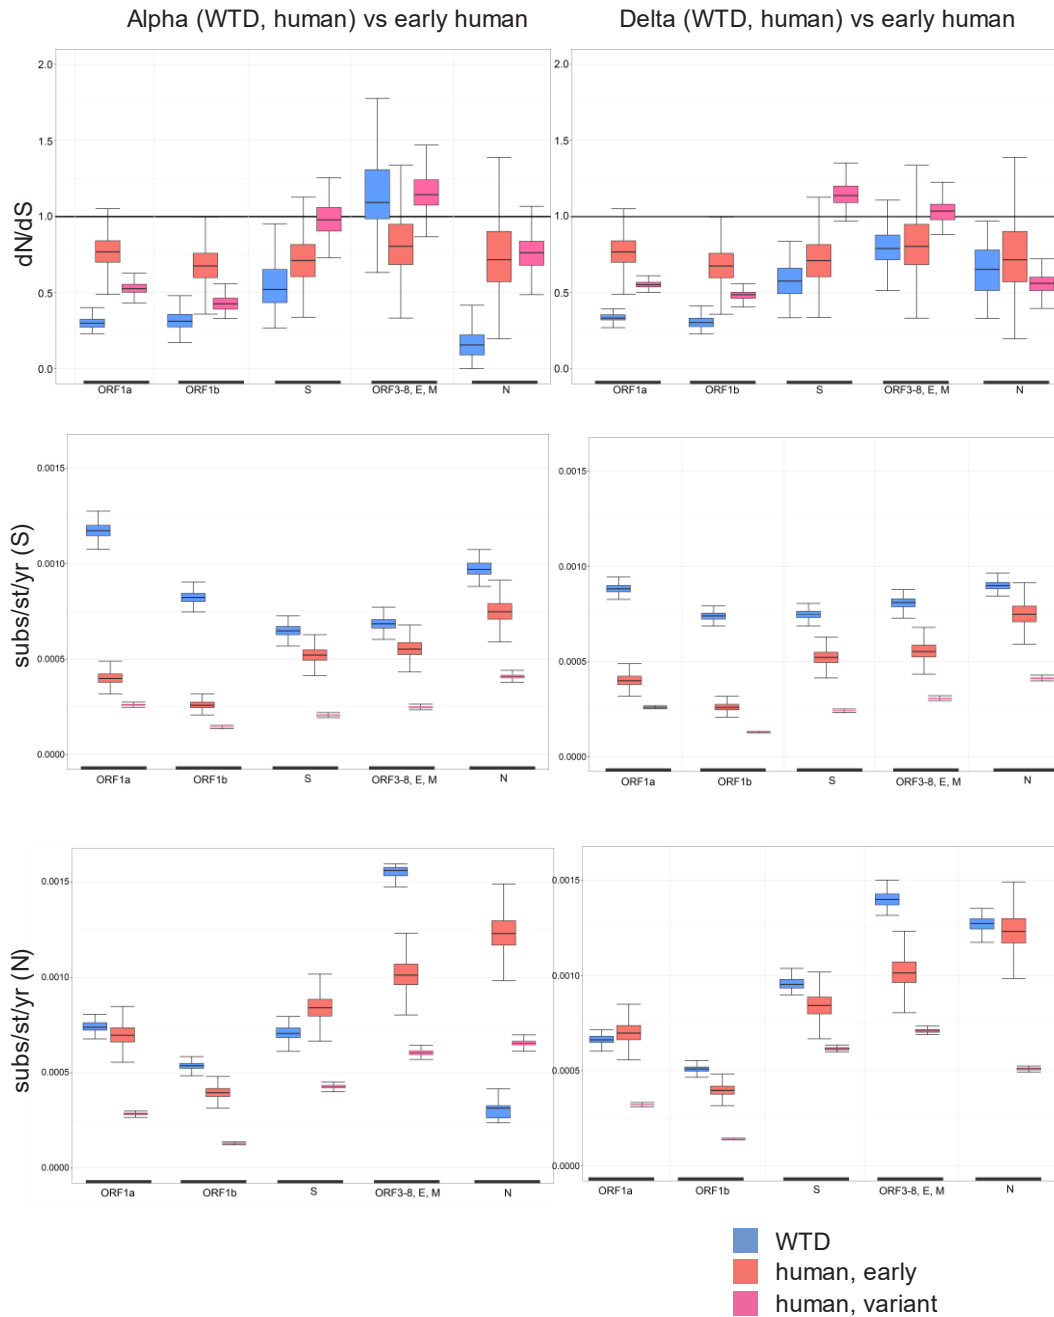 Alpha (WTD, human) vs early human
Delta (WTD, human) vs early human
dN/dS
2.0
1.5
1.0
0.5
0.0
ORF1a ORF1b S ORF3-8, E, M N
2.0
1.5
1.0
0.5
0.0
ORF1a ORF1b S ORF3-8, E, M N
subs/st/yr (S)
0.0015
0.0010
0.0005
0.0000
ORF1a ORF1b S ORF3-8, E, M N
0.0015
0.0010
0.0005
0.0000
ORF1a ORF1b S ORF3-8, E, M N
subs/st/yr (N)
0.0015
0.0010
0.0005
0.0000
ORF1a ORF1b S ORF3-8, E, M N
0.0015
0.0010
0.0005
0.0000
ORF1a ORF1b S ORF3-8, E, M N
WTD
human, early
human, variant